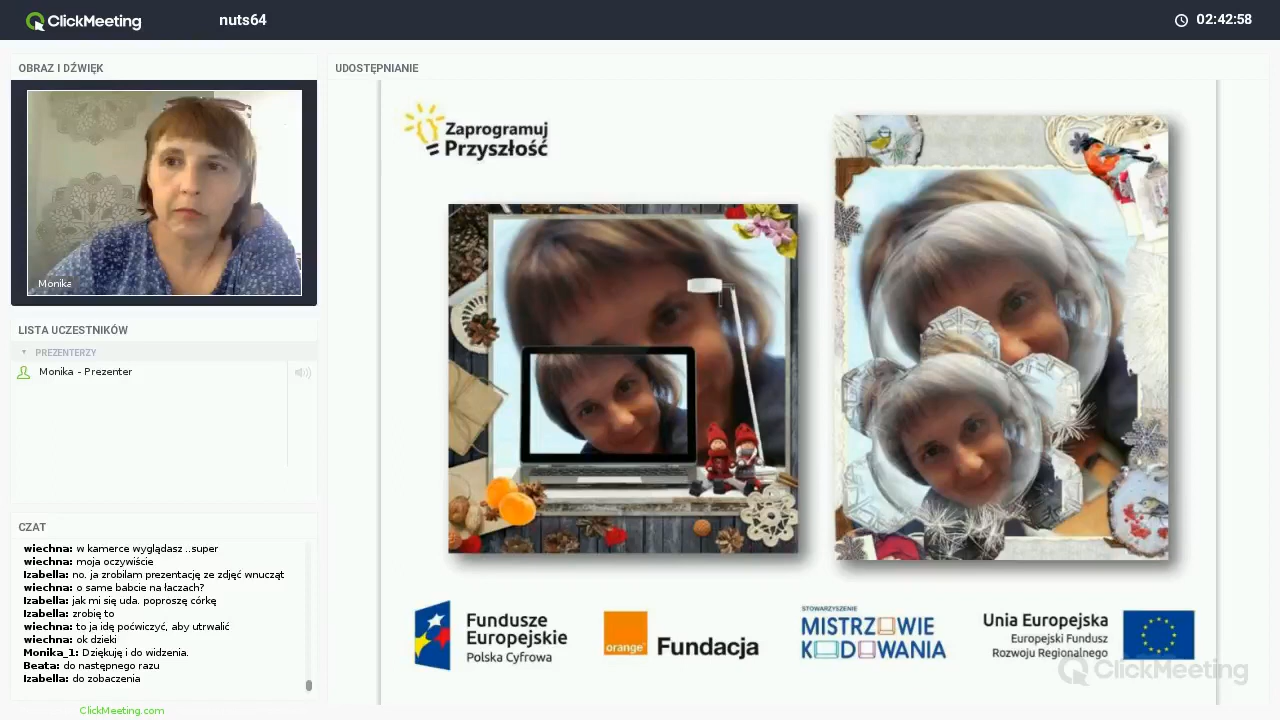 ClickMeeting
nuts64
02:42:58
OBRAZ I DŹWIĘK
Monika
LISTA UCZESTNIKÓW
PREZENTERZY
Monika - Prezenter
CZAT
wiechna: w kamerce wyglądasz ..super
wiechna: moja oczywiście
Izabella: no. ja zrobilam prezentację ze zdjęć wnucząt
wiechna: o same babcie na łaczach?
Izabella: jak mi się uda. poproszę córkę
Izabella: zrobię to
wiechna: to ja idę poćwiczyć, aby utrwalić
wiechna: ok dzieki
Monika_1: Dziękuję i do widzenia.
Beata: do następnego razu
Izabella: do zobaczenia
ClickMeeting.com
UDOSTĘPNIANIE
Zaprogramuj
Przyszłość
Fundusze
Europejskie
Polska Cyfrowa
orange
Fundacja
STOWARZYSZENIE
MISTRZOWIE
KODOWANIA
Unia Europejska
Europejski Fundusz
Rozwoju Regionalnego
ClickMeeting